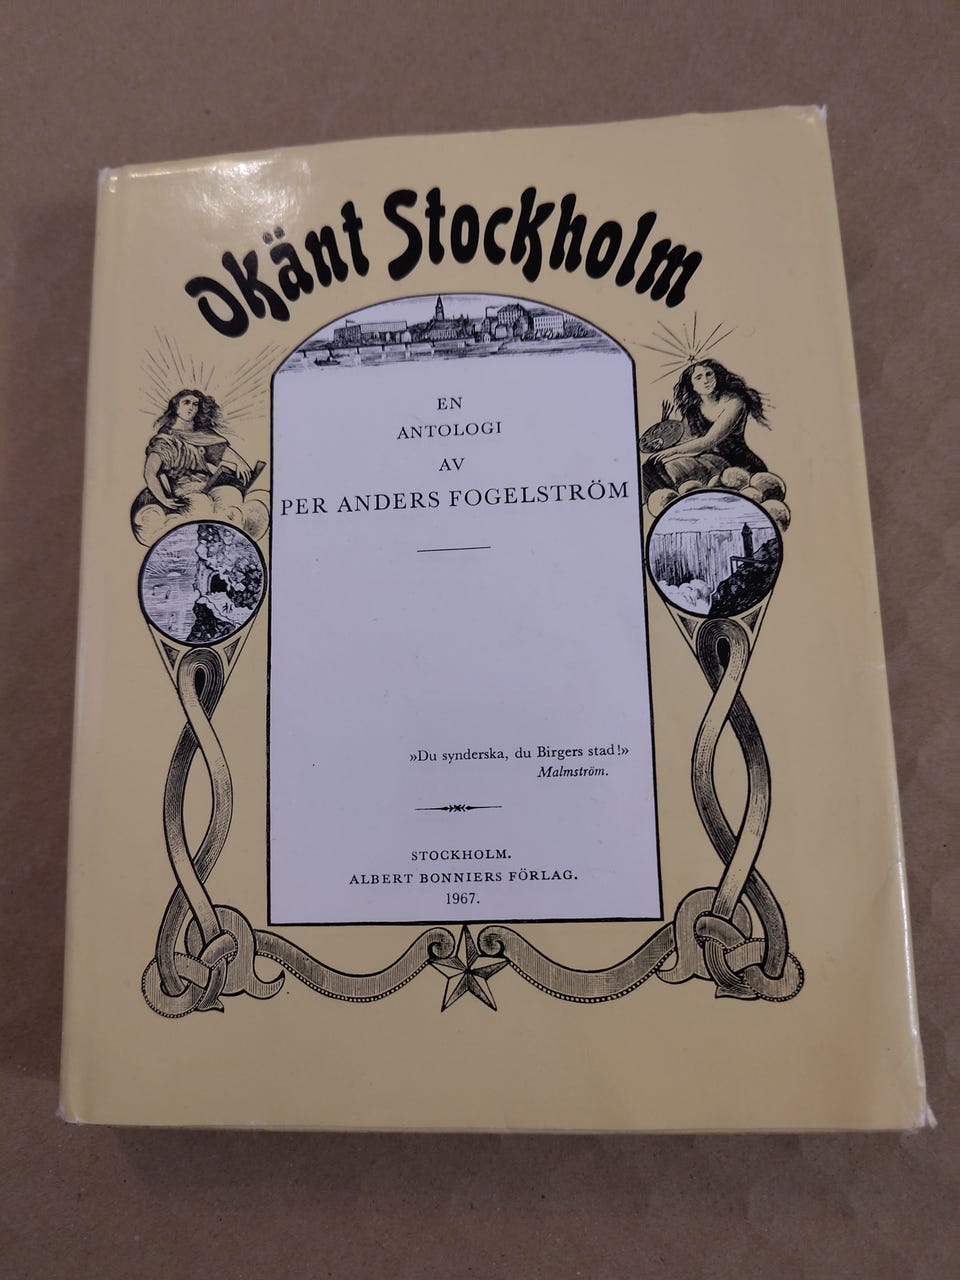 Okänt Stockholm
EN
ANTOLOGI
AV
PER ANDERS FOGELSTRÖM
»Du synderska, du Birgers stad!»
Malmström.
STOCKHOLM.
ALBERT BONNIERS FÖRLAG.
1967.